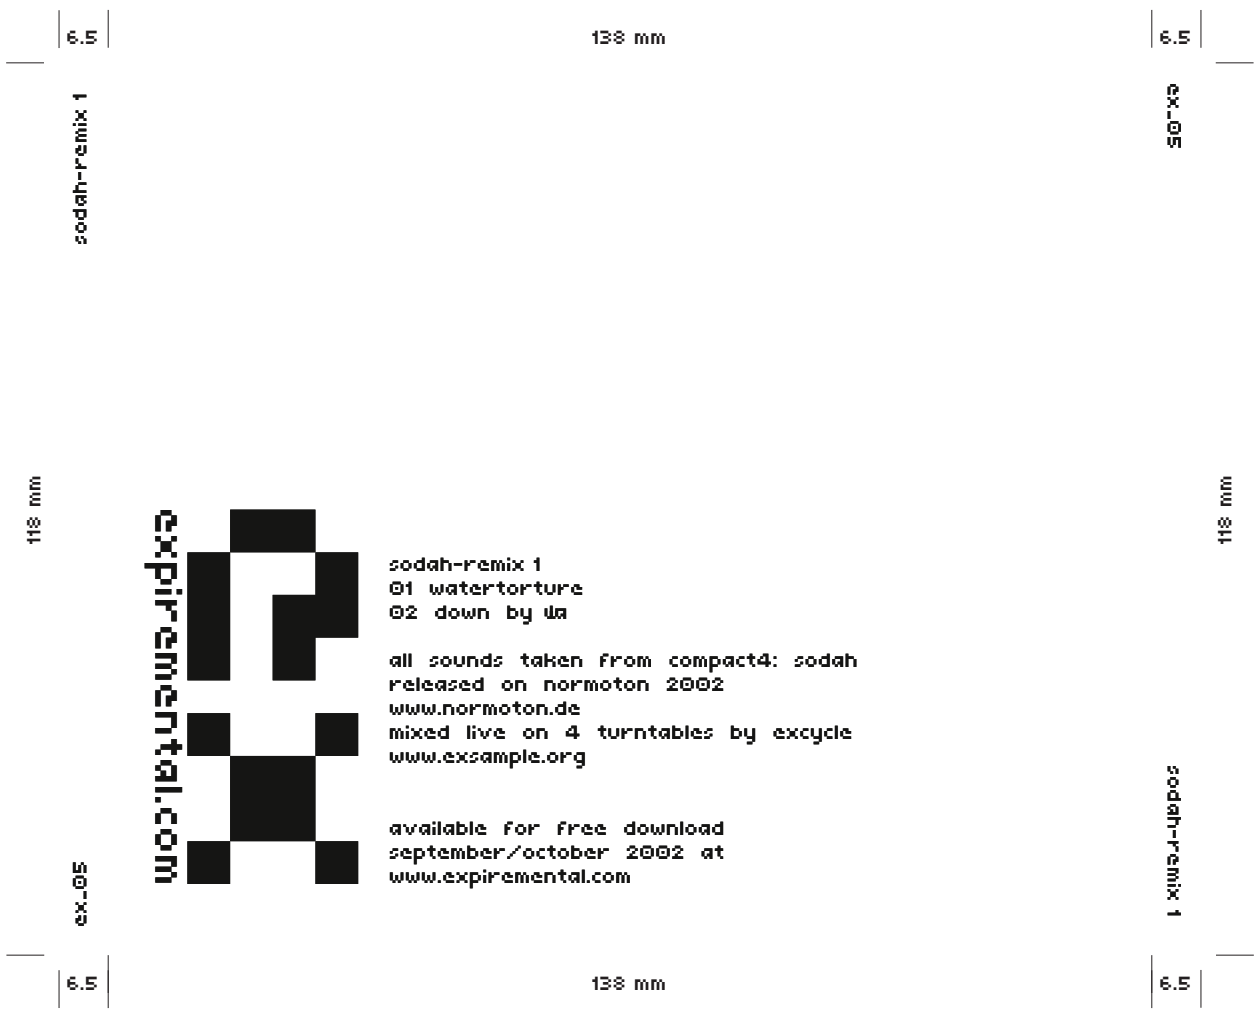 6.5
138 mm
6.5
sodah-remix 1
ex_05
118 mm
118 mm
expiremental.com
sodah-remix 1
01 watertorture
02 down by
all sounds taken from compact4: sodah
released on normoton 2002
www.normoton.de
mixed live on 4 turntables by excycle
www.exsample.org
available for free download
september/october 2002 at
www.expiremental.com
ex_05
sodah-remix 1
6.5
138 mm
6.5